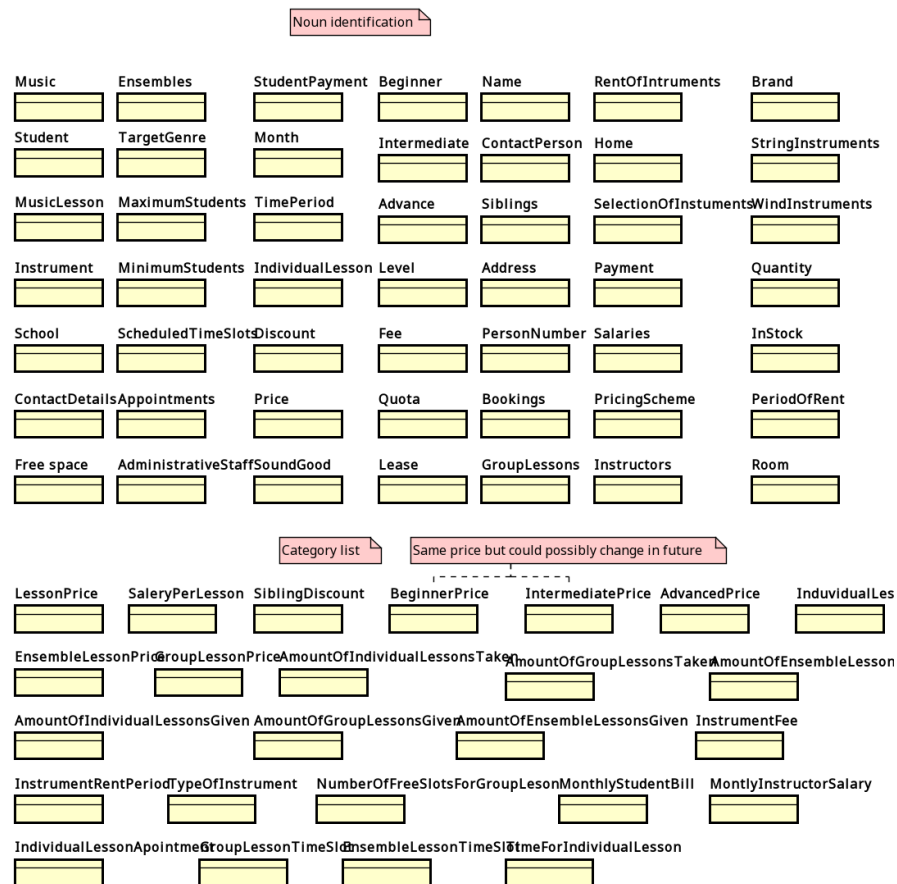 Noun identification
Music Ensembles StudentPayment Beginner Name RentOfIntruments Brand
Student TargetGenre Month Intermediate ContactPerson Home StringInstruments
MusicLesson MaximumStudents TimePeriod Advance Siblings SelectionOfInstuments WindInstruments
Instrument MinimumStudents IndividualLesson Level Address Payment Quantity
School ScheduledTimeSlots Discount Fee PersonNumber Salaries InStock
ContactDetails Appointments Price Quota Bookings PricingScheme PeriodOfRent
Free space AdministrativeStaff SoundGood Lease GroupLessons Instructors Room
Category list Same price but could possibly change in future
LessonPrice SaleryPerLesson SiblingDiscount BeginnerPrice IntermediatePrice AdvancedPrice InduvidualLes
EnsembleLessonPrice GroupLessonPrice AmountOfIndividualLessonsTaken AmountOfGroupLessonsTaken AmountOfEnsembleLesson
AmountOfIndividualLessonsGiven AmountOfGroupLessonsGiven AmountOfEnsembleLessonsGiven InstrumentFee
InstrumentRentPeriod TypeOfInstrument NumberOfFreeSlotsForGroupLeson MonthlyStudentBill MontlyInstructorSalary
IndividualLessonApointment GroupLessonTimeSlot EnsembleLessonTimeSlot TimeForIndividualLesson